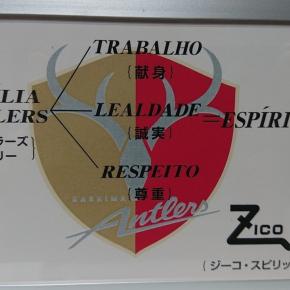 TRABALHO
{献身}
ÍLIA
LERS
LEALDADE
=ESPÍRI
{誠実}
ラーズ
リー}
RESPEITO
{尊重}
KASHIMA
Antlers
ZICO
(ジーコ・スピリッ